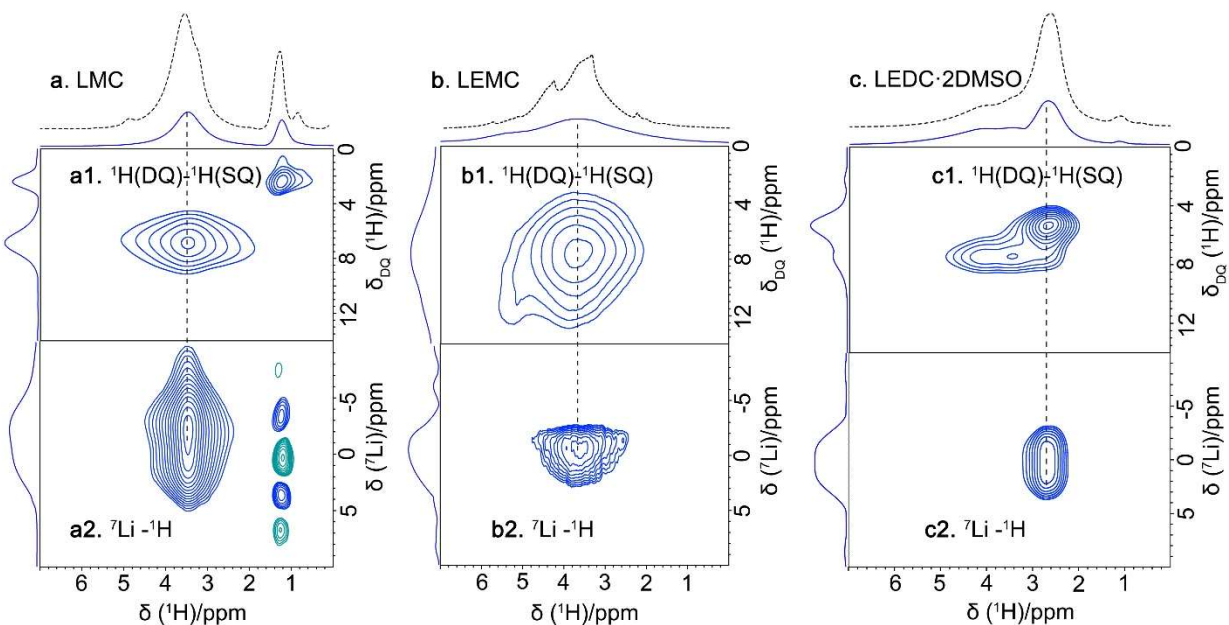 a. LMC
b. LEMC
c. LEDC·2DMSO
a1. ¹H(DQ)-¹H(SQ)
0
4
8
12
δDQ (¹H)/ppm
b1. ¹H(DQ)-¹H(SQ)
0
4
8
12
δDQ (¹H)/ppm
c1. ¹H(DQ)-¹H(SQ)
0
4
8
12
δDQ (¹H)/ppm
a2. ⁷Li -¹H
-5
0
5
δ (⁷Li)/ppm
b2. ⁷Li -¹H
-5
0
5
δ (⁷Li)/ppm
c2. ⁷Li -¹H
-5
0
5
δ (⁷Li)/ppm
6 5 4 3 2 1
δ (¹H)/ppm
6 5 4 3 2 1
δ (¹H)/ppm
6 5 4 3 2 1
δ (¹H)/ppm